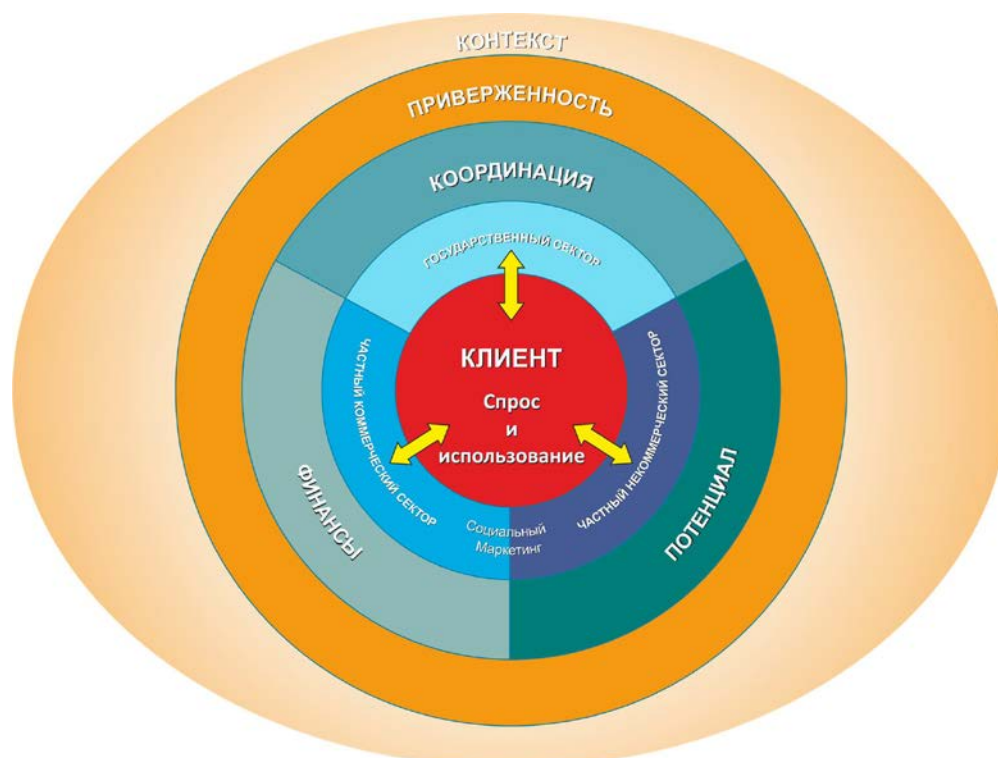 КОНТЕКСТ
ПРИВЕРЖЕННОСТЬ
КООРДИНАЦИЯ
ГОСУДАРСТВЕННЫЙ СЕКТОР
КЛИЕНТ
Спрос
и
использование
ЧАСТНЫЙ КОММЕРЧЕСКИЙ СЕКТОР
ЧАСТНЫЙ НЕКОММЕРЧЕСКИЙ СЕКТОР
Социальный
Маркетинг
ФИНАНСЫ
ПОТЕНЦИАЛ